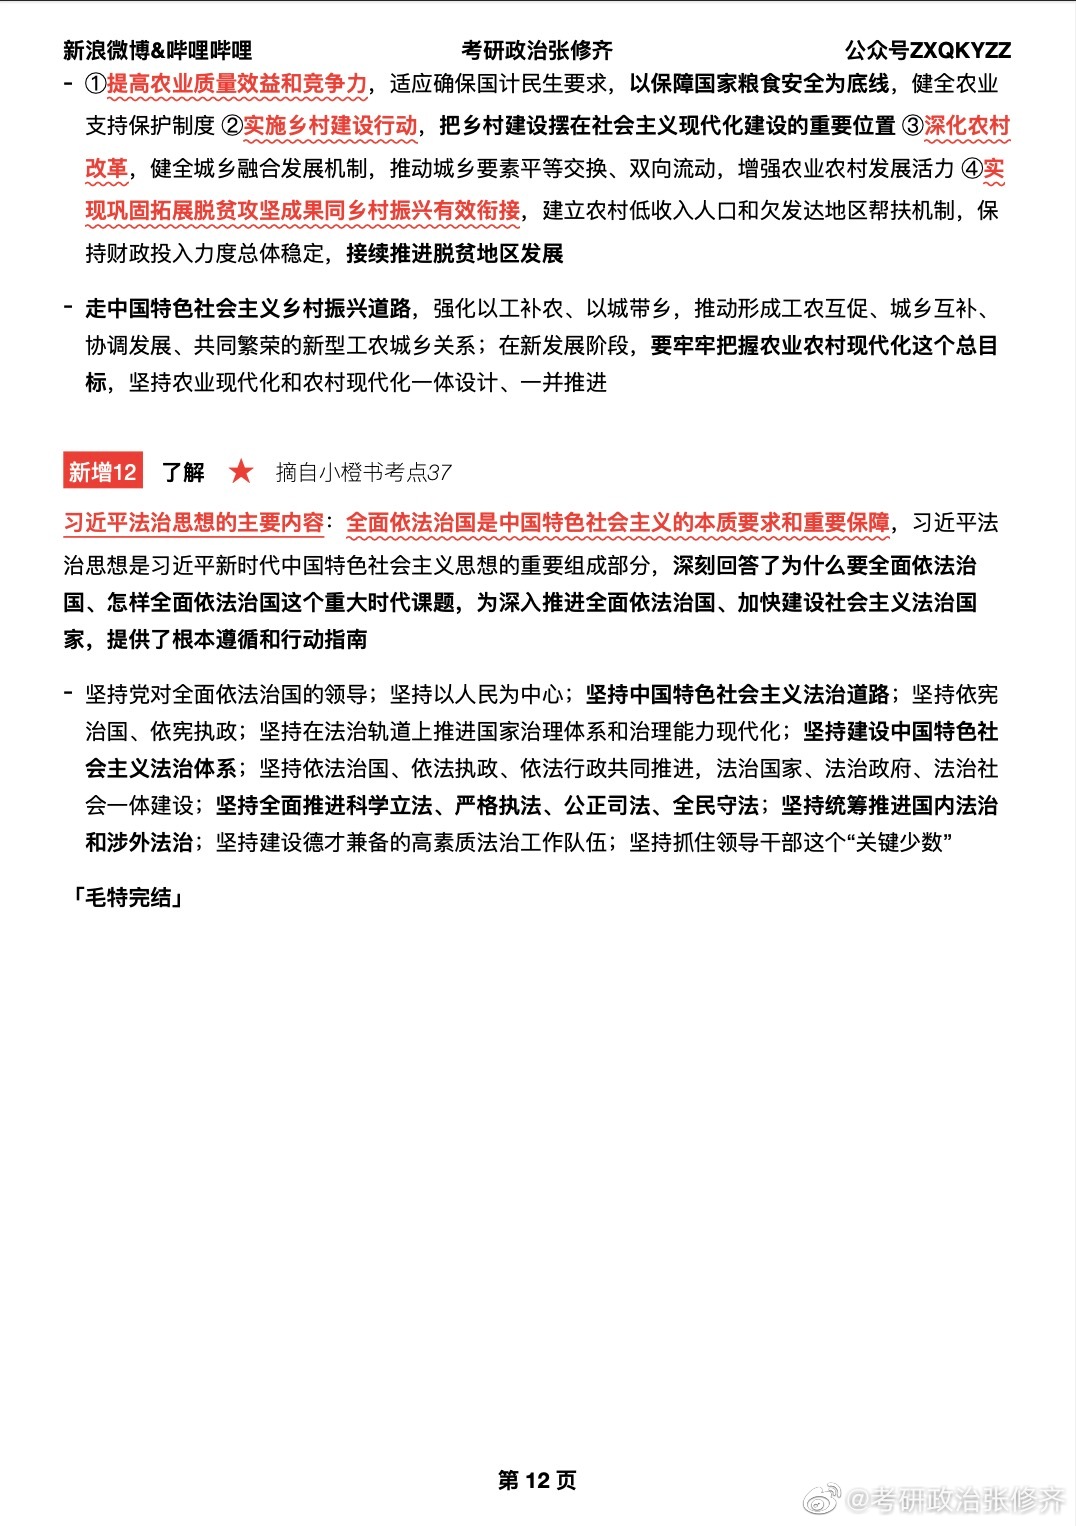 新浪微博&哔哩哔哩 考研政治张修齐 公众号ZXQKYZZ
- ①提高农业质量效益和竞争力，适应确保国计民生要求，以保障国家粮食安全为底线，健全农业
支持保护制度 ②实施乡村建设行动，把乡村建设摆在社会主义现代化建设的重要位置 ③深化农村
改革，健全城乡融合发展机制，推动城乡要素平等交换、双向流动，增强农业农村发展活力 ④实
现巩固拓展脱贫攻坚成果同乡村振兴有效衔接，建立农村低收入人口和欠发达地区帮扶机制，保
持财政投入力度总体稳定，接续推进脱贫地区发展
- 走中国特色社会主义乡村振兴道路，强化以工补农、以城带乡，推动形成工农互促、城乡互补、
协调发展、共同繁荣的新型工农城乡关系；在新发展阶段，要牢牢把握农业农村现代化这个总目
标，坚持农业现代化和农村现代化一体设计、一并推进
新增12 了解 ★ 摘自小橙书考点37
习近平法治思想的主要内容：全面依法治国是中国特色社会主义的本质要求和重要保障，习近平法
治思想是习近平新时代中国特色社会主义思想的重要组成部分，深刻回答了为什么要全面依法治
国、怎样全面依法治国这个重大时代课题，为深入推进全面依法治国、加快建设社会主义法治国
家，提供了根本遵循和行动指南
- 坚持党对全面依法治国的领导；坚持以人民为中心；坚持中国特色社会主义法治道路；坚持依宪
治国、依宪执政；坚持在法治轨道上推进国家治理体系和治理能力现代化；坚持建设中国特色社
会主义法治体系；坚持依法治国、依法执政、依法行政共同推进，法治国家、法治政府、法治社
会一体建设；坚持全面推进科学立法、严格执法、公正司法、全民守法；坚持统筹推进国内法治
和涉外法治；坚持建设德才兼备的高素质法治工作队伍；坚持抓住领导干部这个“关键少数”
「毛特完结」
第 12 页
@考研政治张修齐